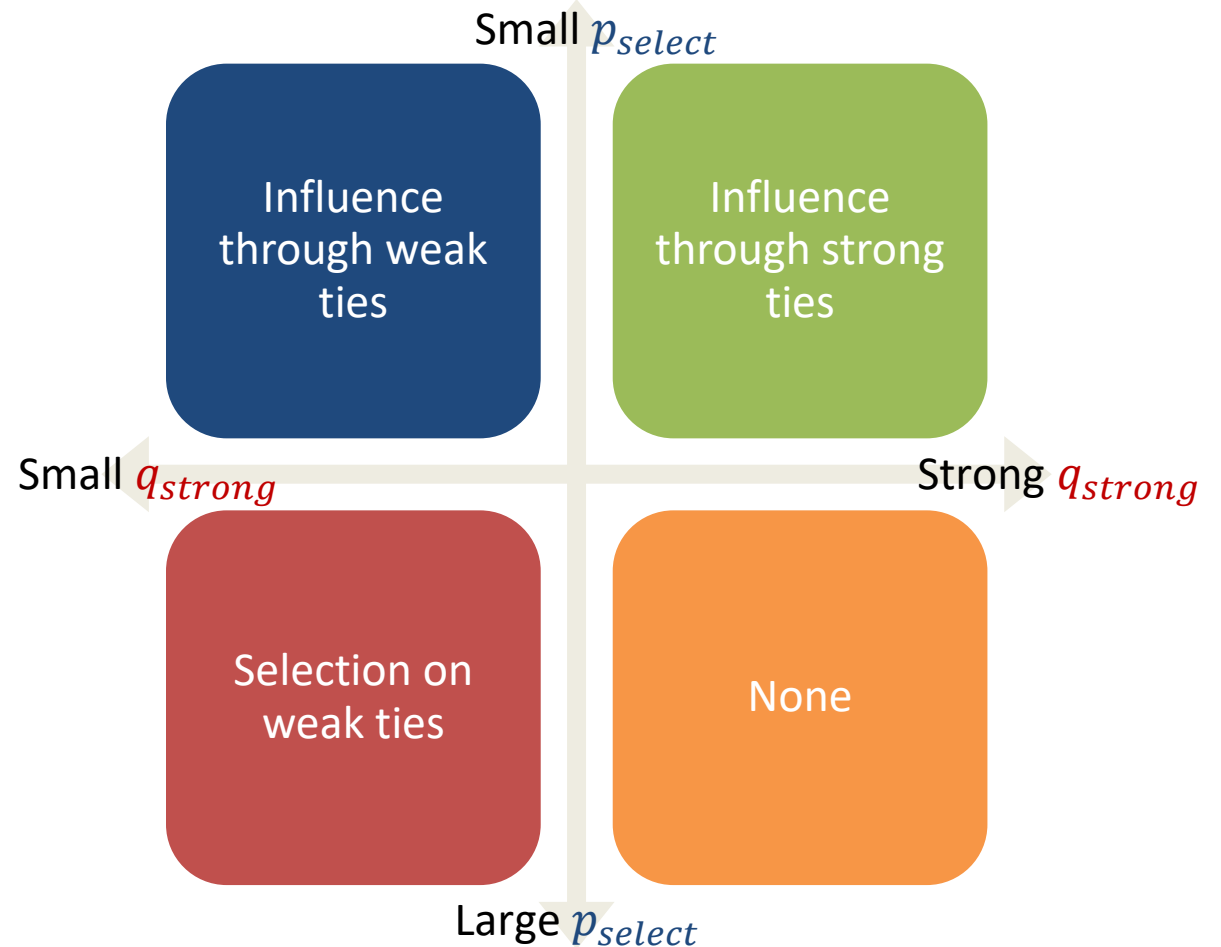 Small p_select
Influence
through weak
ties
Influence
through strong
ties
Small q_strong
Strong q_strong
Selection on
weak ties
None
Large p_select